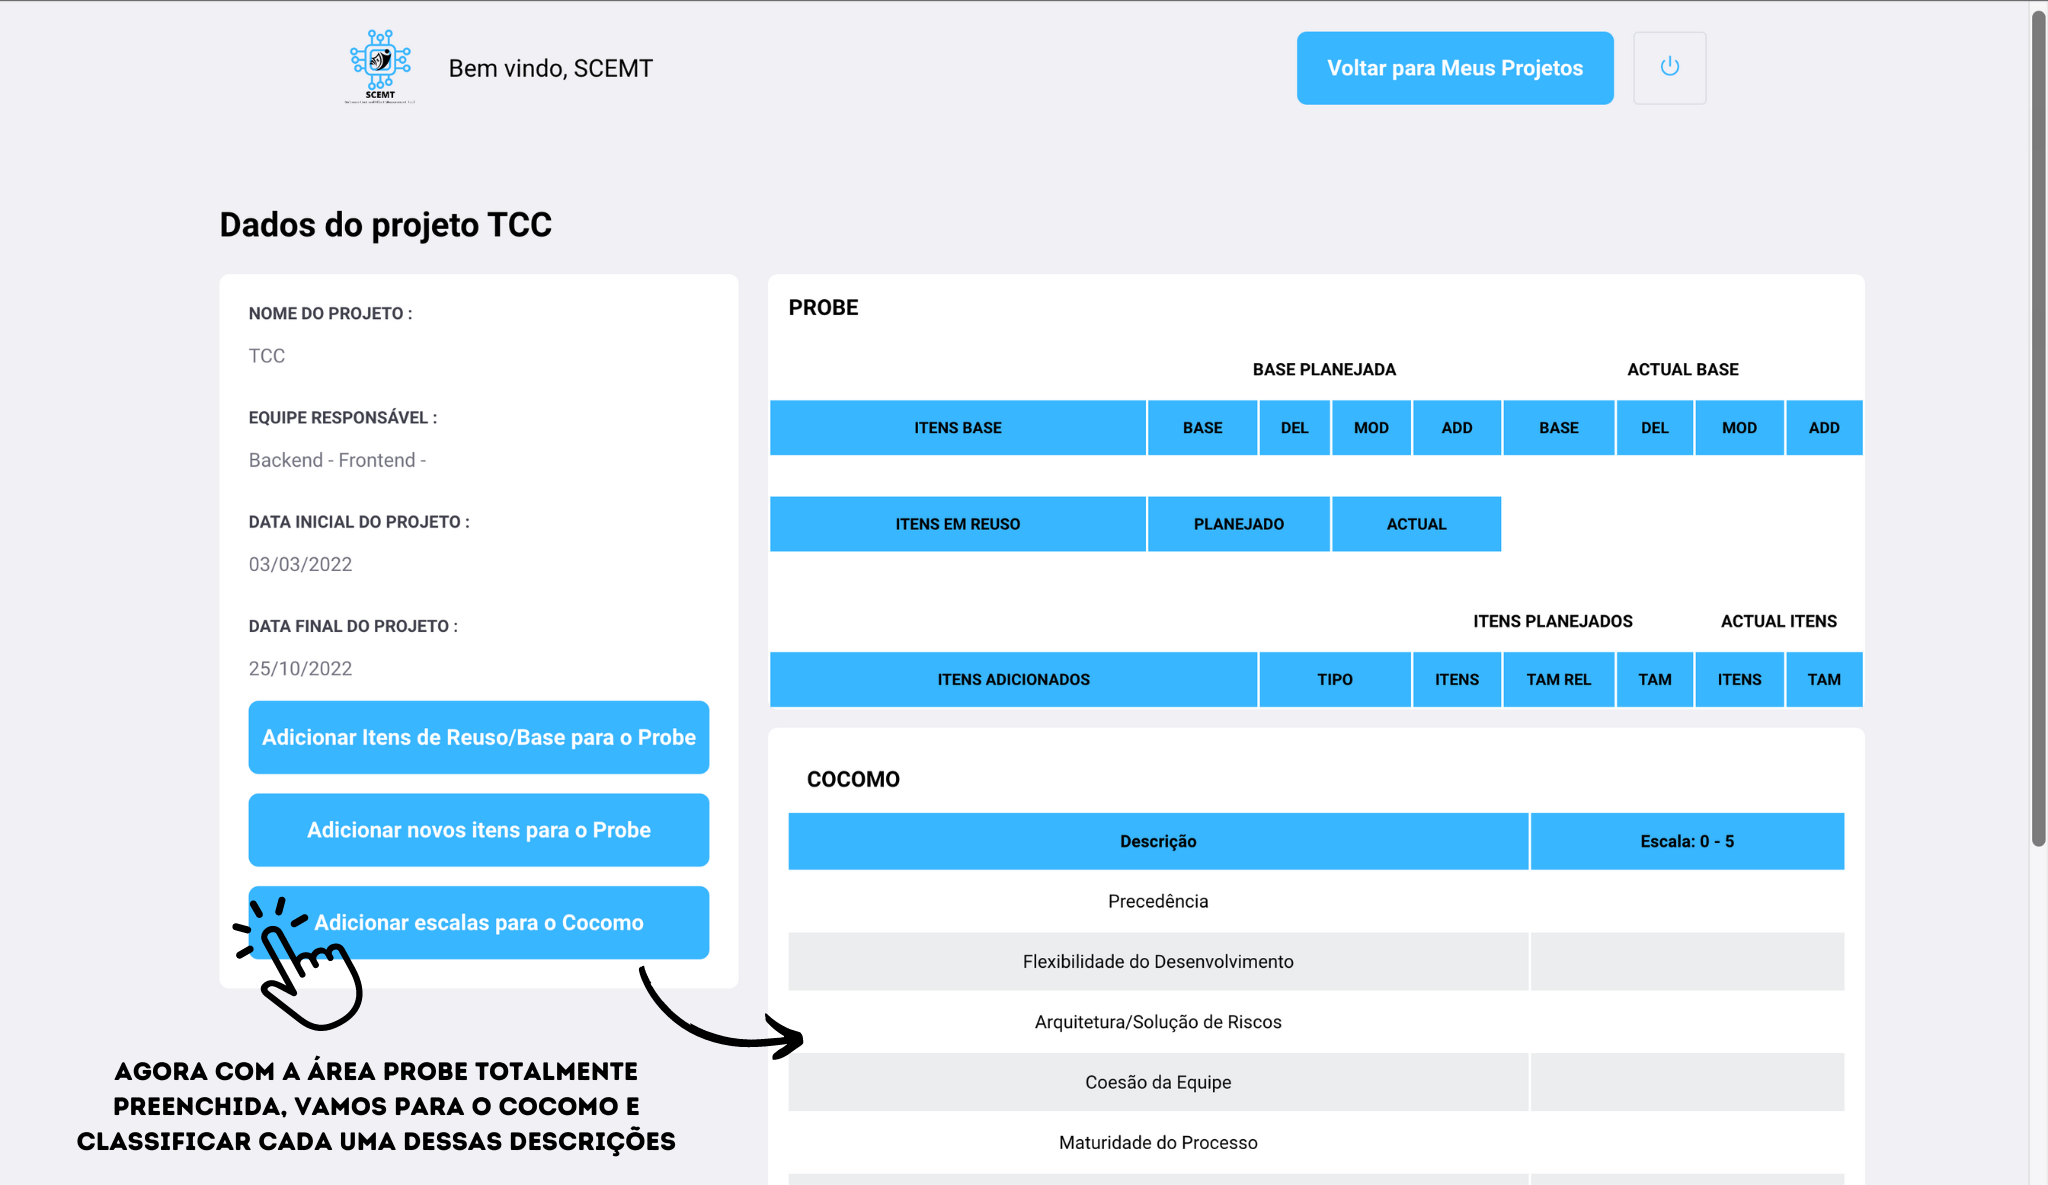 SCEMT
Bem vindo, SCEMT
Voltar para Meus Projetos
Dados do projeto TCC
NOME DO PROJETO :
TCC
EQUIPE RESPONSÁVEL :
Backend - Frontend -
DATA INICIAL DO PROJETO :
03/03/2022
DATA FINAL DO PROJETO :
25/10/2022
Adicionar Itens de Reuso/Base para o Probe
Adicionar novos itens para o Probe
Adicionar escalas para o Cocomo
AGORA COM A ÁREA PROBE TOTALMENTE
PREENCHIDA, VAMOS PARA O COCOMO E
CLASSIFICAR CADA UMA DESSAS DESCRIÇÕES
PROBE
BASE PLANEJADA ACTUAL BASE
ITENS BASE BASE DEL MOD ADD BASE DEL MOD ADD
ITENS EM REUSO PLANEJADO ACTUAL
ITENS PLANEJADOS ACTUAL ITENS
ITENS ADICIONADOS TIPO ITENS TAM REL TAM ITENS TAM
COCOMO
Descrição Escala: 0 - 5
Precedência
Flexibilidade do Desenvolvimento
Arquitetura/Solução de Riscos
Coesão da Equipe
Maturidade do Processo